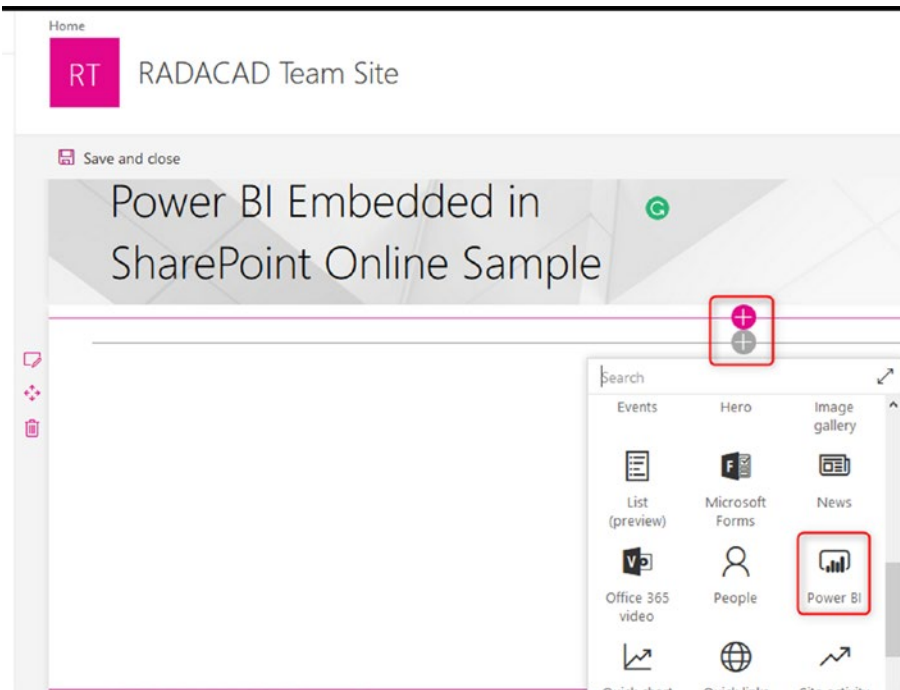 Home
RT
RADACAD Team Site
Save and close
Power BI Embedded in
SharePoint Online Sample
Search
Events
Hero
Image
gallery
List
(preview)
Microsoft
Forms
News
Office 365
video
People
Power BI